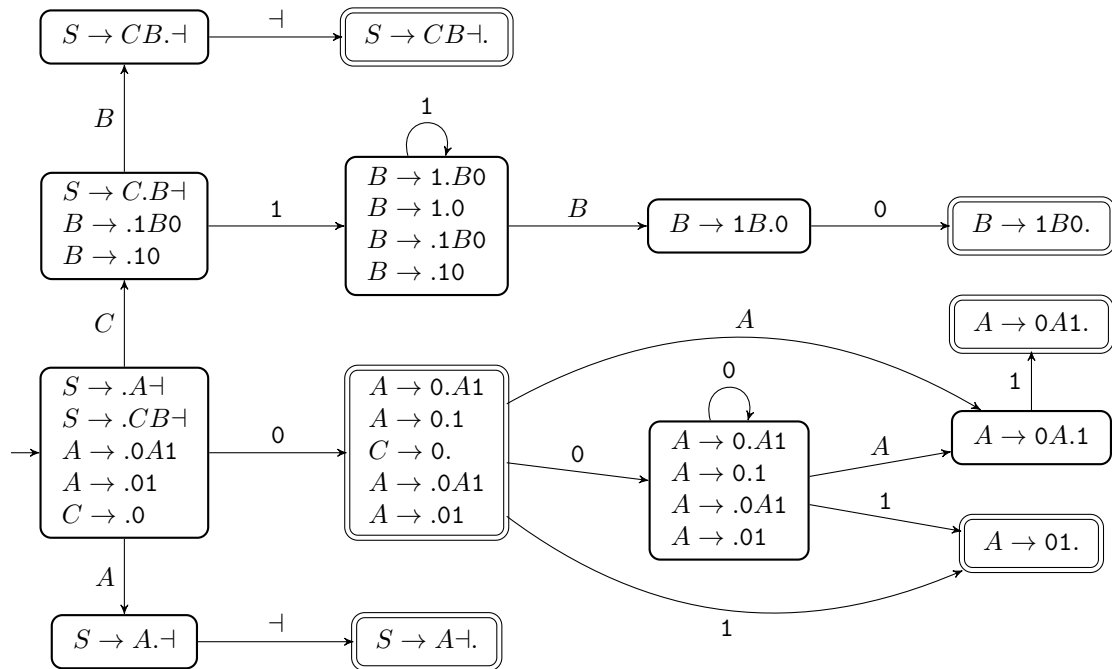 S → CB.⊣
⊣
S → CB⊣.
B
1
S → C.B⊣
B → .1B0
B → .10
1
B → 1.B0
B → 1.0
B → .1B0
B → .10
B
B → 1B.0
0
B → 1B0.
C
A
A → 0A1.
S → .A⊣
S → .CB⊣
A → .0A1
A → .01
C → .0
0
A → 0.A1
A → 0.1
C → 0.
A → .0A1
A → .01
0
0
A → 0.A1
A → 0.1
A → .0A1
A → .01
A
1
A → 0A.1
1
A → 01.
A
1
S → A.⊣
⊣
S → A⊣.